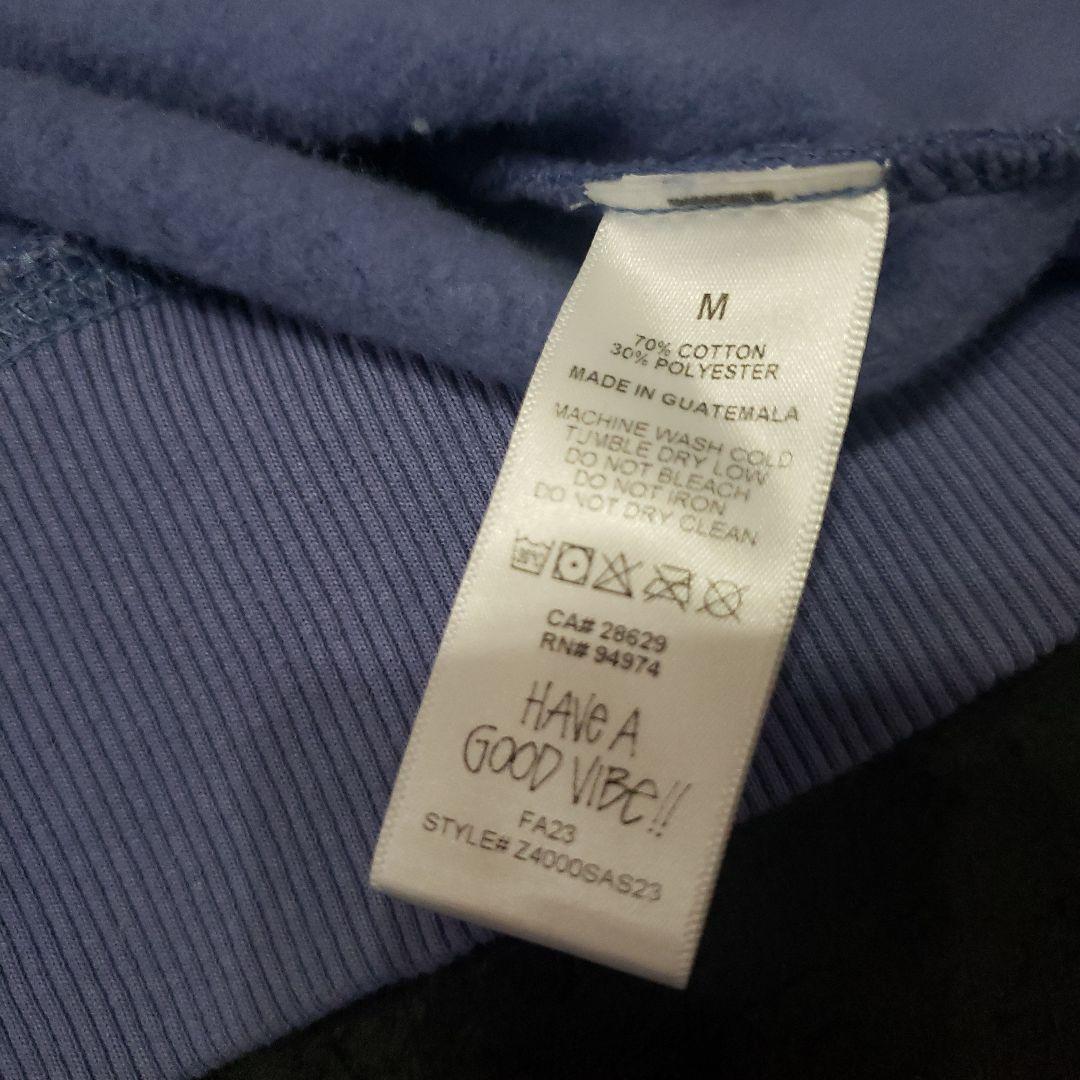 M
70% COTTON
30% POLYESTER
MADE IN GUATEMALA
MACHINE WASH COLD
TUMBLE DRY LOW
DO NOT BLEACH
DO NOT IRON
DO NOT DRY CLEAN
CA# 28629
RN# 94974
HAVE A
GOOD VIBE!!
FA23
STYLE# Z4000SAS23